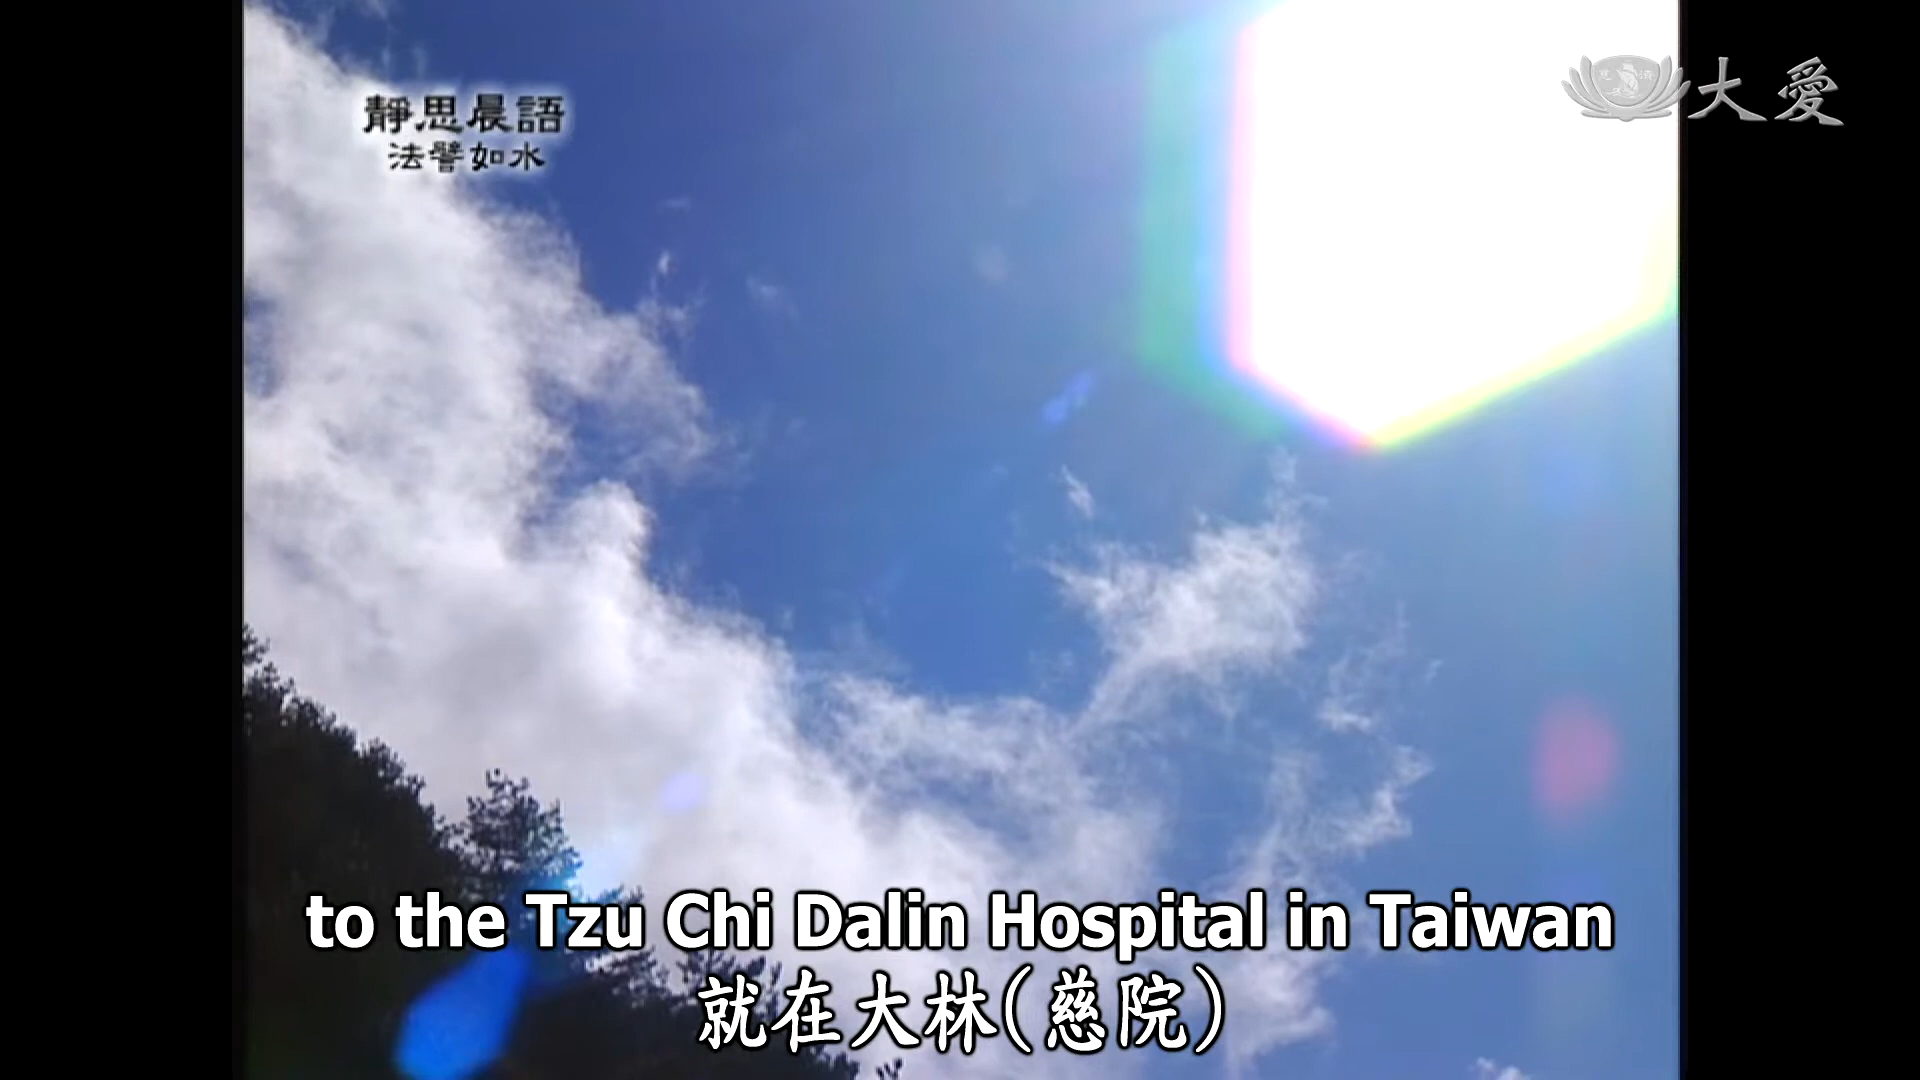 靜思晨語
法譬如水
大愛
to the Tzu Chi Dalin Hospital in Taiwan
就在大林(慈院)